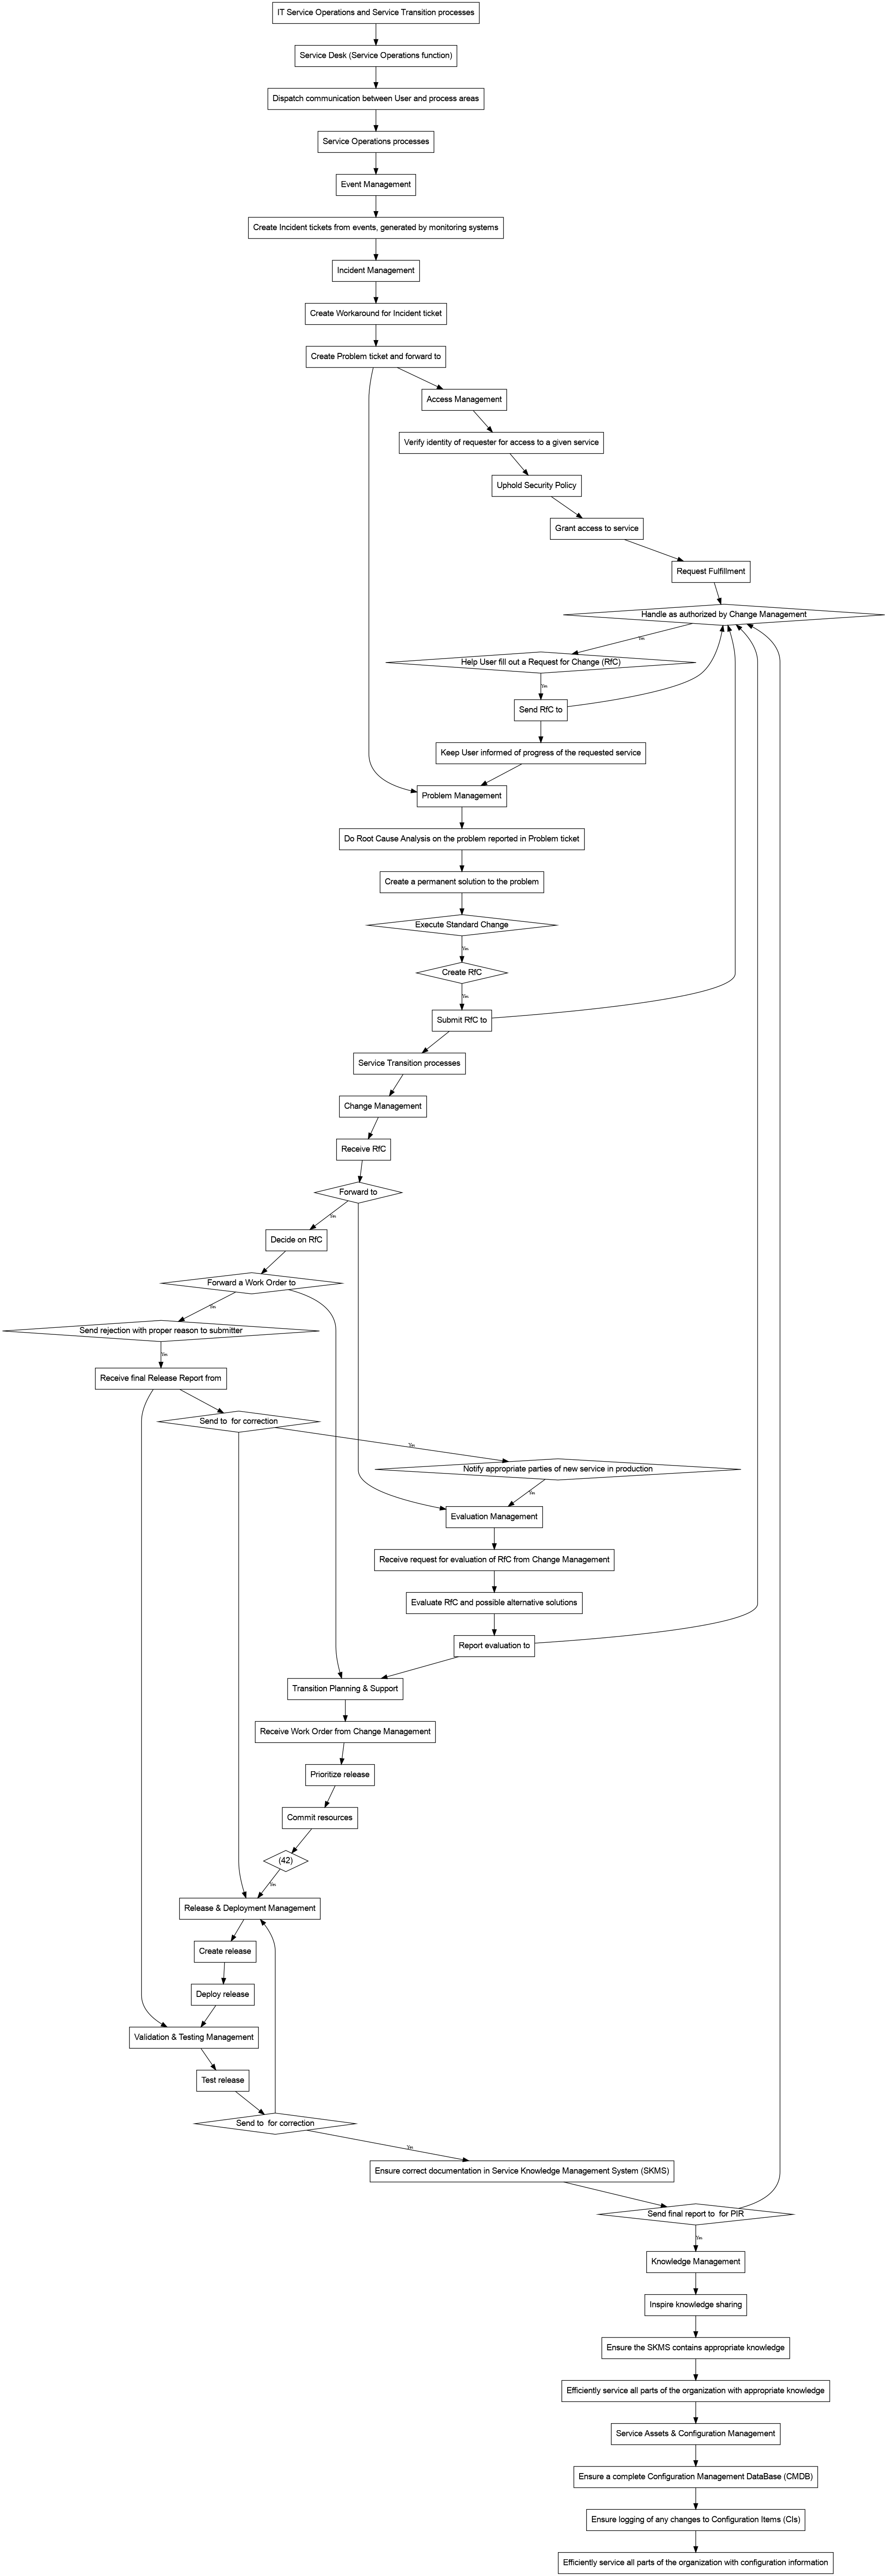 IT Service Operations and Service Transition processes
Service Desk (Service Operations function)
Dispatch communication between User and process areas
Service Operations processes
Event Management
Create Incident tickets from events, generated by monitoring systems
Incident Management
Create Workaround for Incident ticket
Create Problem ticket and forward to
Access Management
Verify identity of requester for access to a given service
Uphold Security Policy
Grant access to service
Request Fulfillment
Handle as authorized by Change Management
Yes
Help User fill out a Request for Change (RfC)
Yes
Send RfC to
Keep User informed of progress of the requested service
Problem Management
Do Root Cause Analysis on the problem reported in Problem ticket
Create a permanent solution to the problem
Execute Standard Change
Yes
Create RfC
Yes
Submit RfC to
Service Transition processes
Change Management
Receive RfC
Forward to
Yes
Decide on RfC
Forward a Work Order to
Yes
Send rejection with proper reason to submitter
Yes
Receive final Release Report from
Send to  for correction
Yes
Notify appropriate parties of new service in production
Yes
Evaluation Management
Receive request for evaluation of RfC from Change Management
Evaluate RfC and possible alternative solutions
Report evaluation to
Transition Planning & Support
Receive Work Order from Change Management
Prioritize release
Commit resources
(42)
Yes
Release & Deployment Management
Create release
Deploy release
Validation & Testing Management
Test release
Send to  for correction
Yes
Ensure correct documentation in Service Knowledge Management System (SKMS)
Send final report to  for PIR
Yes
Knowledge Management
Inspire knowledge sharing
Ensure the SKMS contains appropriate knowledge
Efficiently service all parts of the organization with appropriate knowledge
Service Assets & Configuration Management
Ensure a complete Configuration Management DataBase (CMDB)
Ensure logging of any changes to Configuration Items (CIs)
Efficiently service all parts of the organization with configuration information